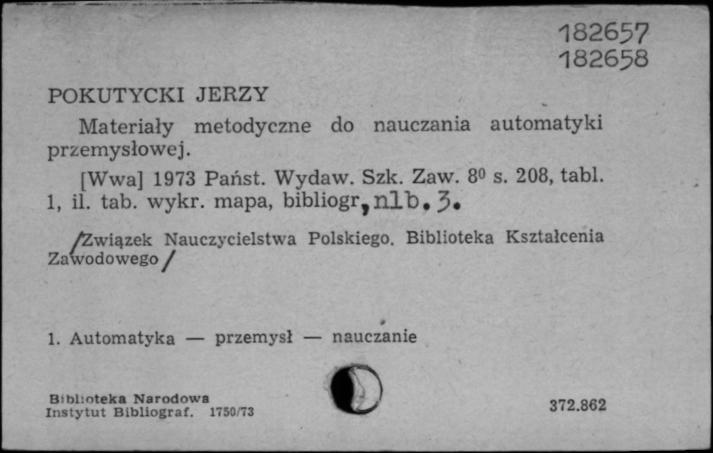 182657
182658
POKUTYCKI JERZY
Materiały metodyczne do nauczania automatyki
przemysłowej.
[Wwa] 1973 Państ. Wydaw. Szk. Zaw. 8⁰ s. 208, tabl.
1, il. tab. wykr. mapa, bibliogr, nlb. 3.
/Związek Nauczycielstwa Polskiego. Biblioteka Kształcenia
Zawodowego/
1. Automatyka — przemysł — nauczanie
Biblioteka Narodowa
Instytut Bibliograf. 1750/73
372.862